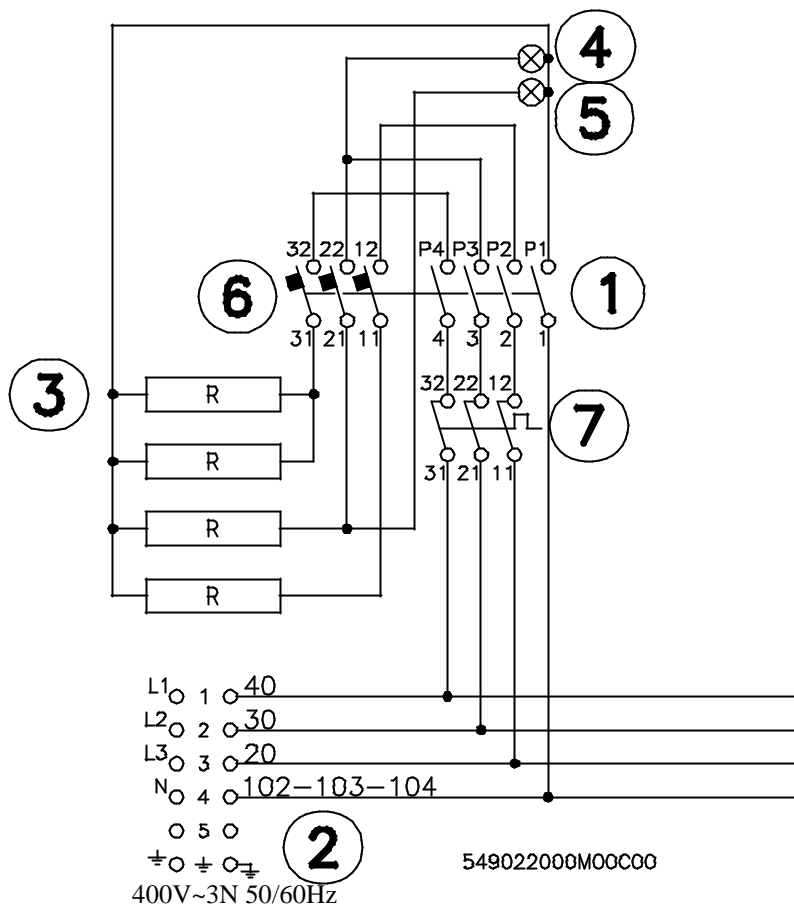 4
5
32 22 12 P4 P3 P2 P1
6 1
31 21 11 4 3 2 1
32 22 12
3 R 7
31 21 11
R
R
R
L1 1 40
L2 2 30
L3 3 20
N 4 102-103-104
5
2 549022000M00C00
400V~3N 50/60Hz